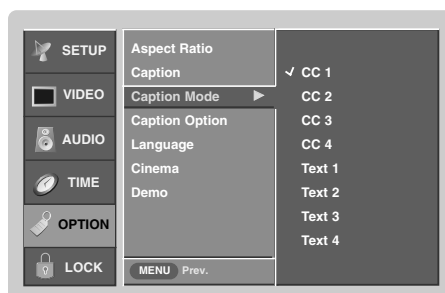 SETUP
VIDEO
AUDIO
TIME
OPTION
LOCK
Aspect Ratio
Caption
Caption Mode
Caption Option
Language
Cinema
Demo
MENU Prev.
CC 1
CC 2
CC 3
CC 4
Text 1
Text 2
Text 3
Text 4